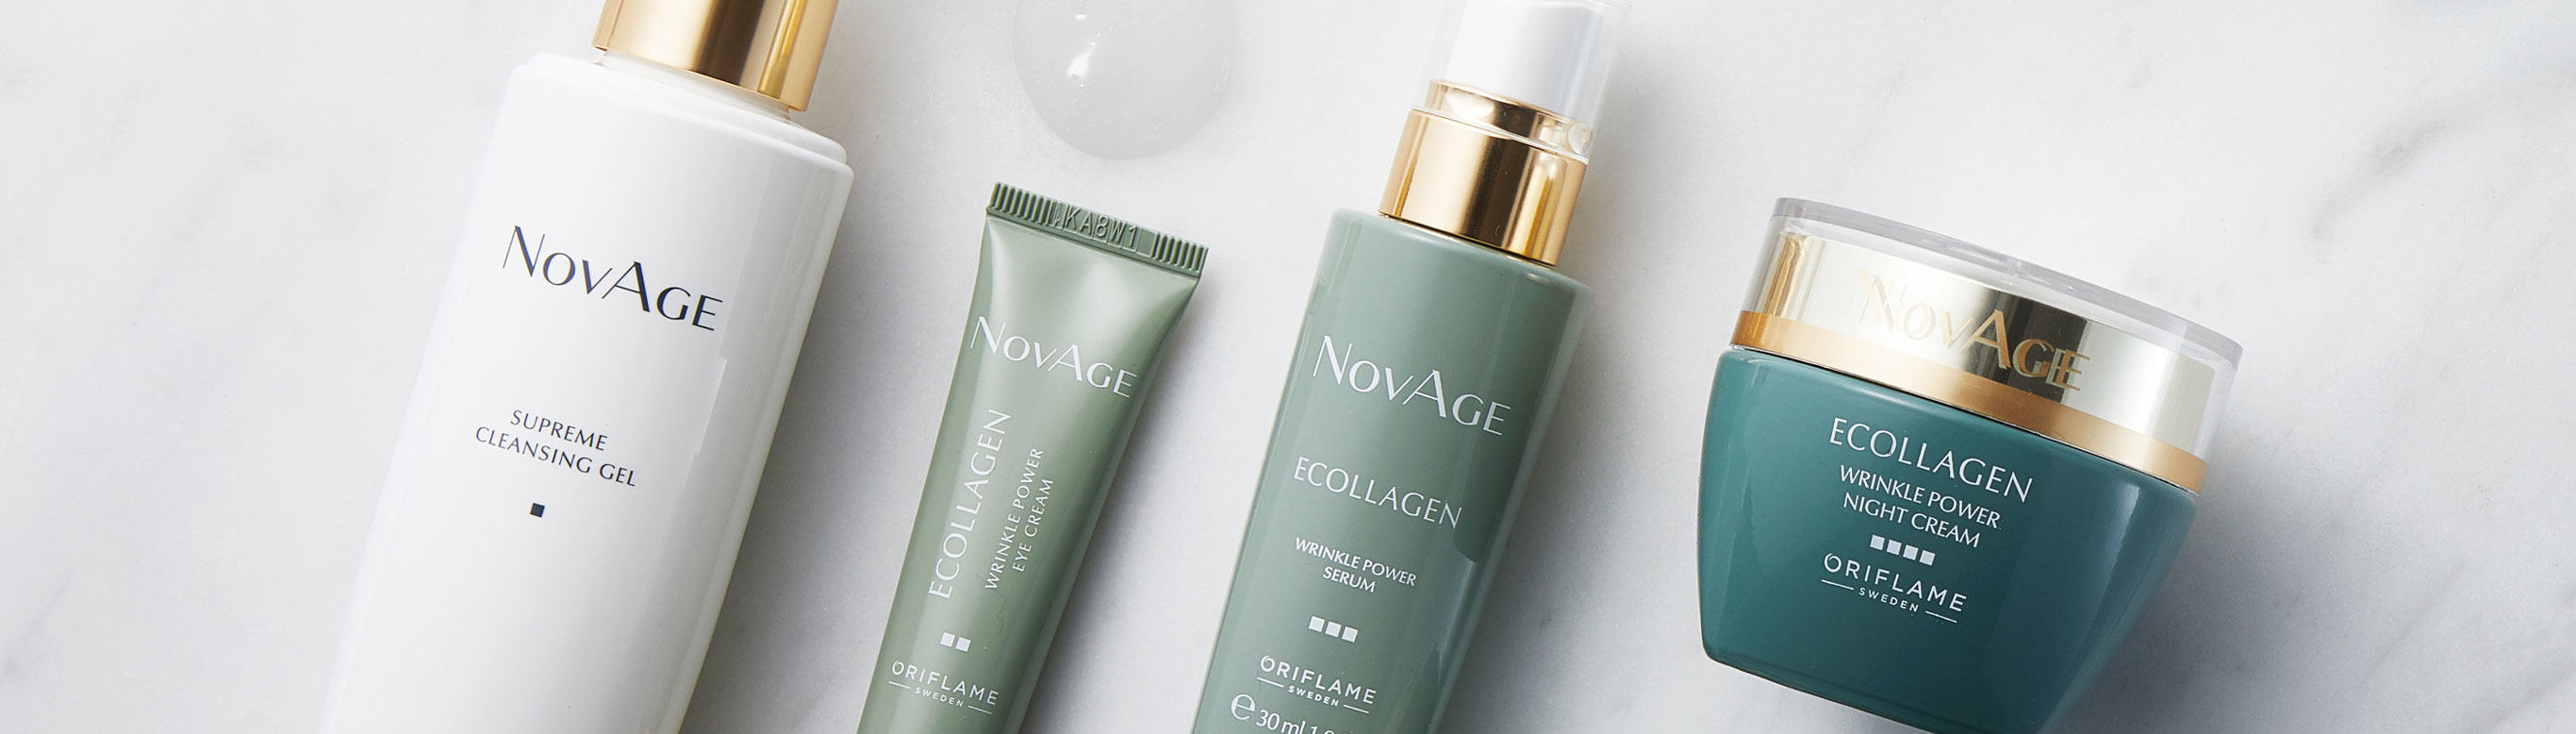 NOVAGE
SUPREME
CLEANSING GEL
KA8W1
NOVAGE
ECOLLAGEN
WRINKLE POWER
EYE CREAM
ORIFLAME
SWEDEN
NOVAGE
ECOLLAGEN
WRINKLE POWER
SERUM
ORIFLAME
SWEDEN
℮ 30 ml
NOVAGE
ECOLLAGEN
WRINKLE POWER
NIGHT CREAM
ORIFLAME
SWEDEN